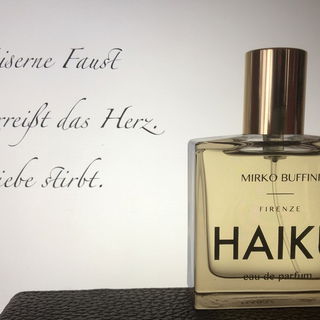 iserne Faust
rreißt das Herz.
iebe stirbt.
MIRKO BUFFINI
FIRENZE
HAIKU
eau de parfum